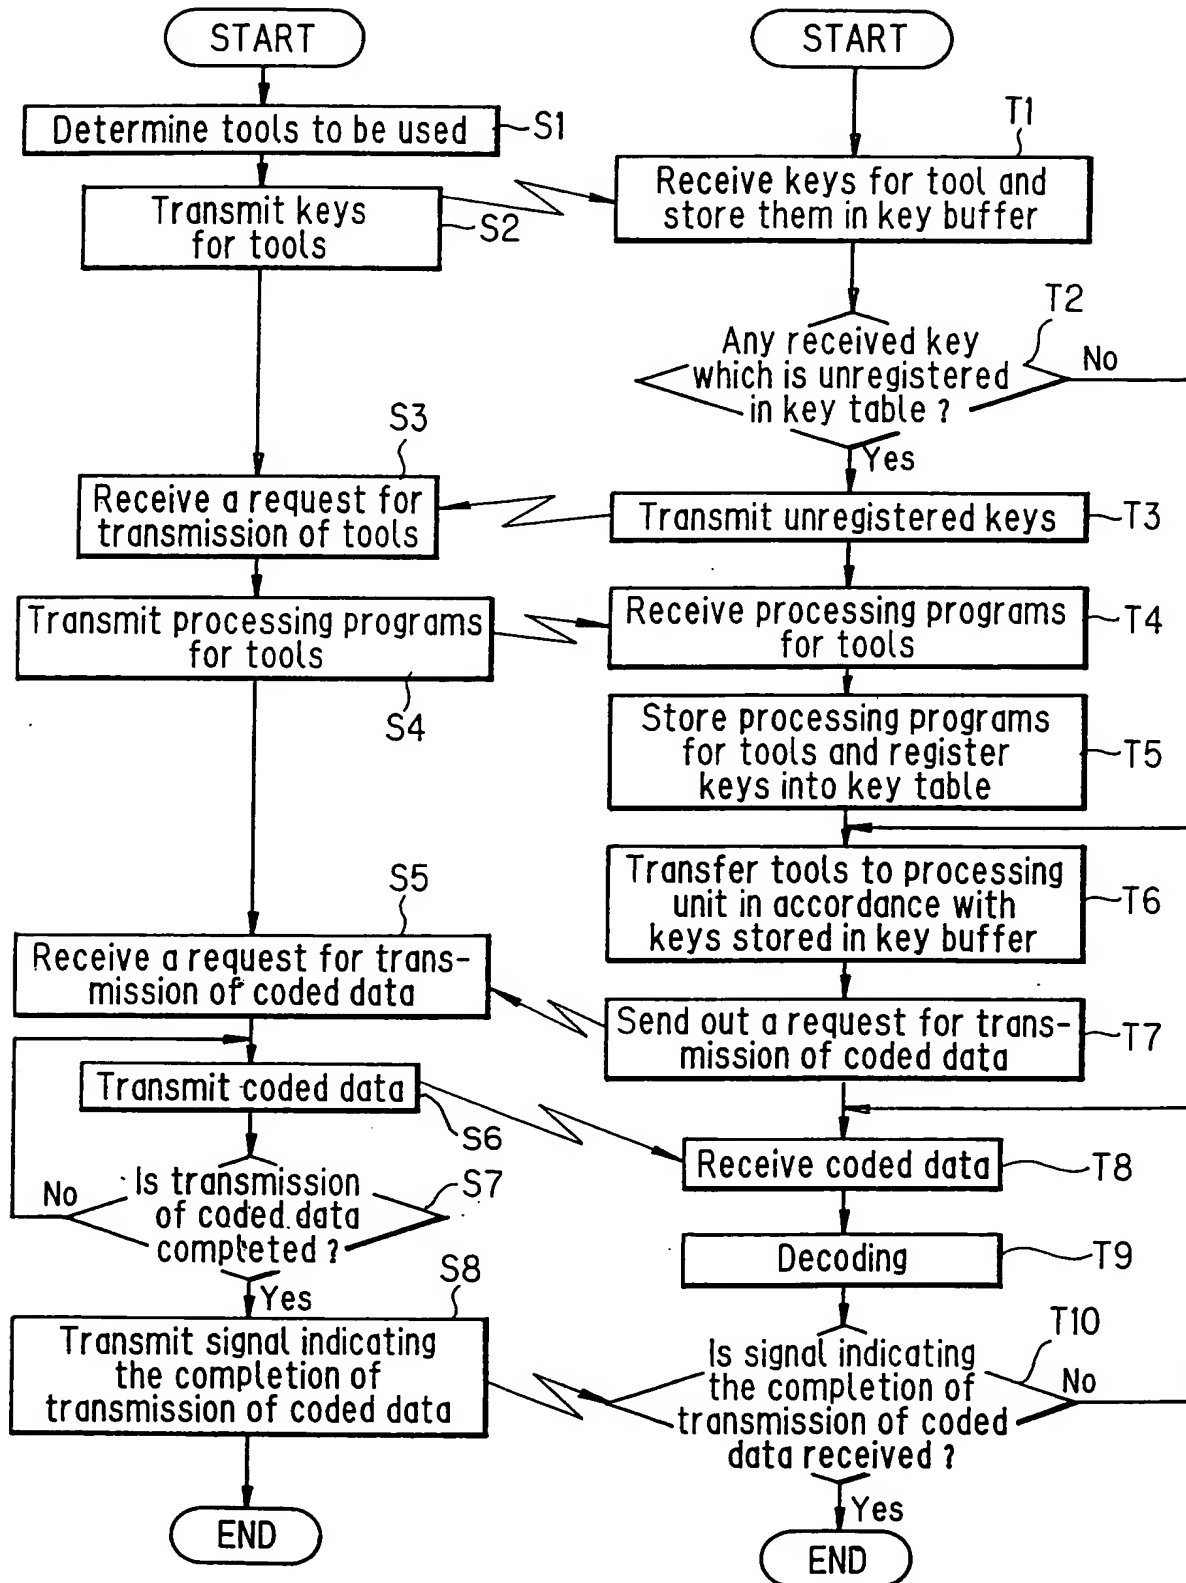 START
Determine tools to be used
S1
Transmit keys
for tools
S2
Receive a request for
transmission of tools
S3
Transmit processing programs
for tools
S4
Receive a request for trans-
mission of coded data
S5
Transmit coded data
S6
Is transmission
of coded data
completed ?
S7
No
Yes
Transmit signal indicating
the completion of
transmission of coded data
S8
END
START
Receive keys for tool and
store them in key buffer
T1
Any received key
which is unregistered
in key table ?
T2
No
Yes
Transmit unregistered keys
T3
Receive processing programs
for tools
T4
Store processing programs
for tools and register
keys into key table
T5
Transfer tools to processing
unit in accordance with
keys stored in key buffer
T6
Send out a request for trans-
mission of coded data
T7
Receive coded data
T8
Decoding
T9
Is signal indicating
the completion of
transmission of coded
data received ?
T10
No
Yes
END